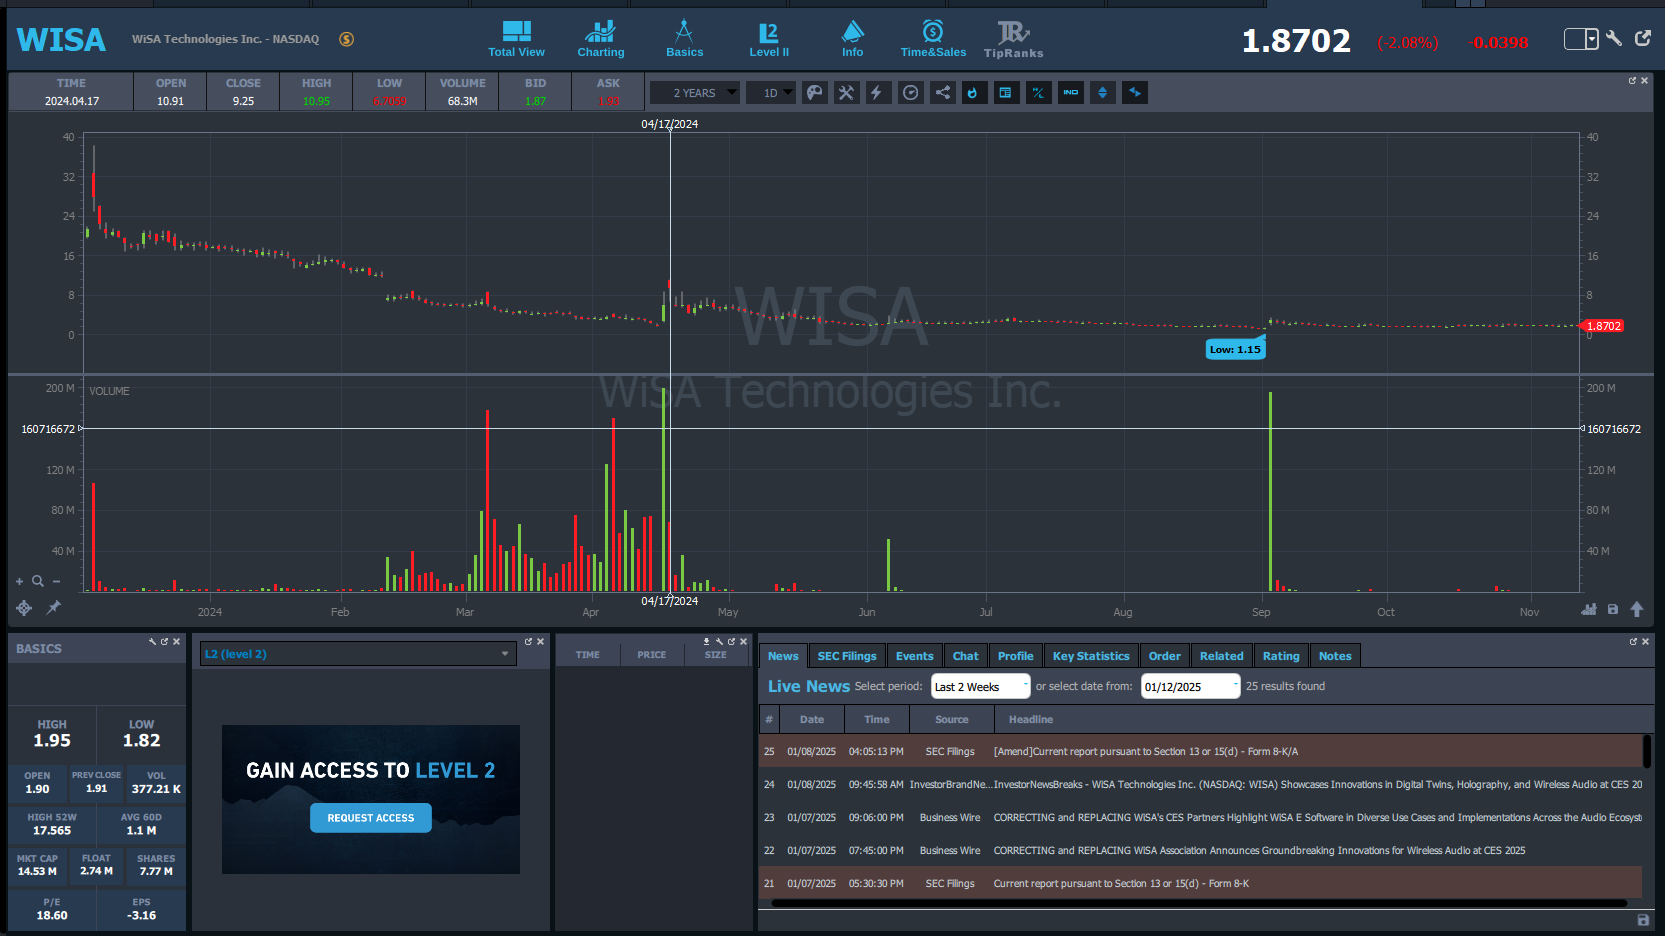 WISA
WiSA Technologies Inc. - NASDAQ
Total View
Charting
Basics
L2
Level II
Info
Time&Sales
TipRanks
1.8702
(-2.08%)
-0.0398
TIME OPEN CLOSE HIGH LOW VOLUME BID ASK
2024.04.17 10.91 9.25 10.95 68.3M 1.87 1.93
2 YEARS
1D
IND
04/17/2024
40 40
32 32
24 24
16 16
8 8
0 0
WISA
1.8702
Low: 1.15
WiSA Technologies Inc.
VOLUME
200 M 200 M
160716672 160716672
120 M 120 M
80 M 80 M
40 M 40 M
04/17/2024
2024 Feb Mar Apr May Jun Jul Aug Sep Oct Nov
BASICS
HIGH LOW
1.95 1.82
OPEN PREV CLOSE VOL
1.90 1.91 377.21 K
HIGH 52W AVG 60D
17.565 1.1 M
MKT CAP FLOAT SHARES
14.53 M 2.74 M 7.77 M
P/E EPS
18.60 -3.16
L2 (level 2)
GAIN ACCESS TO LEVEL 2
REQUEST ACCESS
TIME PRICE SIZE
News SEC Filings Events Chat Profile Key Statistics Order Related Rating Notes
Live News Select period: Last 2 Weeks or select date from: 01/12/2025 25 results found
# Date Time Source Headline
25 01/08/2025 04:05:13 PM SEC Filings [Amend]Current report pursuant to Section 13 or 15(d) - Form 8-K/A
24 01/08/2025 09:45:58 AM InvestorBrandNe... InvestorNewsBreaks - WiSA Technologies Inc. (NASDAQ: WISA) Showcases Innovations in Digital Twins, Holography, and Wireless Audio at CES 20
23 01/07/2025 09:06:00 PM Business Wire CORRECTING and REPLACING WiSA's CES Partners Highlight WiSA E Software in Diverse Use Cases and Implementations Across the Audio Ecosyst
22 01/07/2025 07:45:00 PM Business Wire CORRECTING and REPLACING WiSA Association Announces Groundbreaking Innovations for Wireless Audio at CES 2025
21 01/07/2025 05:30:30 PM SEC Filings Current report pursuant to Section 13 or 15(d) - Form 8-K